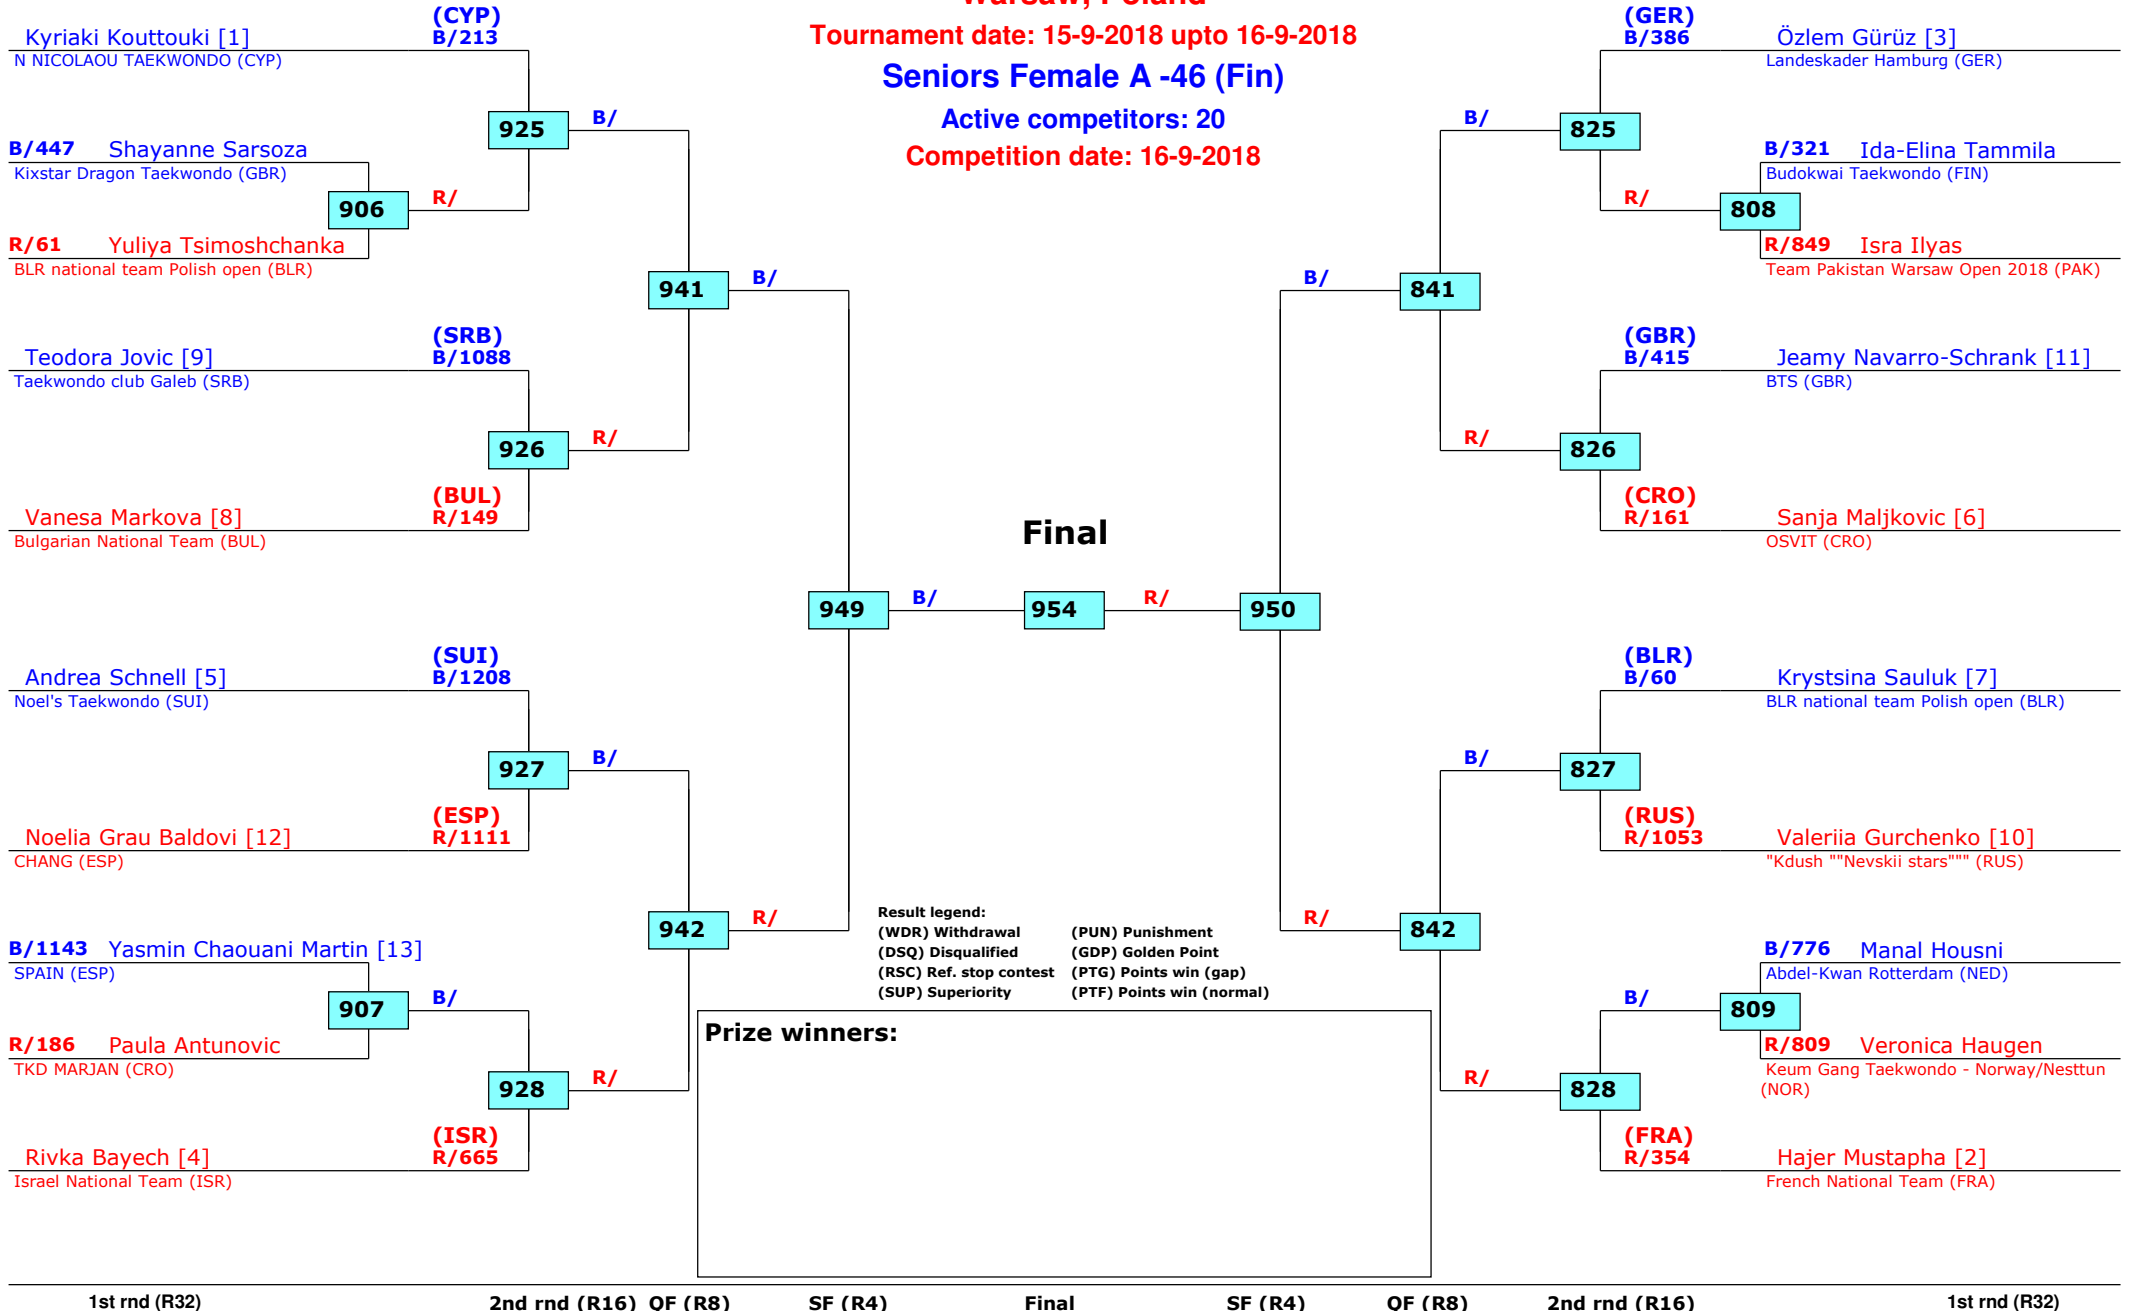 Warsaw, Poland
Tournament date: 15-9-2018 upto 16-9-2018
Seniors Female A -46 (Fin)
Active competitors: 20
Competition date: 16-9-2018
(CYP)
Kyriaki Kouttouki [1] B/213
N NICOLAOU TAEKWONDO (CYP)
925 B/
B/447 Shayanne Sarsoza
Kixstar Dragon Taekwondo (GBR)
906 R/
R/61 Yuliya Tsimoshchanka
BLR national team Polish open (BLR)
941 B/
(SRB)
Teodora Jovic [9] B/1088
Taekwondo club Galeb (SRB)
926 R/
(BUL)
Vanesa Markova [8] R/149
Bulgarian National Team (BUL)
949 B/
(SUI)
Andrea Schnell [5] B/1208
Noel's Taekwondo (SUI)
927 B/
(ESP)
Noelia Grau Baldovi [12] R/1111
CHANG (ESP)
942 R/
B/1143 Yasmin Chaouani Martin [13]
SPAIN (ESP)
907 B/
R/186 Paula Antunovic
TKD MARJAN (CRO)
928 R/
(ISR)
Rivka Bayech [4] R/665
Israel National Team (ISR)
Final
954
(GER)
B/386 Özlem Gürüz [3]
Landeskader Hamburg (GER)
B/ 825
B/321 Ida-Elina Tammila
Budokwai Taekwondo (FIN)
R/ 808
R/849 Isra Ilyas
Team Pakistan Warsaw Open 2018 (PAK)
B/ 841
(GBR)
B/415 Jeamy Navarro-Schrank [11]
BTS (GBR)
R/ 826
(CRO)
R/161 Sanja Maljkovic [6]
OSVIT (CRO)
R/ 950
(BLR)
B/60 Krystsina Sauluk [7]
BLR national team Polish open (BLR)
B/ 827
(RUS)
R/1053 Valeriia Gurchenko [10]
"Kdush ""Nevskii stars""" (RUS)
R/ 842
B/776 Manal Housni
Abdel-Kwan Rotterdam (NED)
B/ 809
R/809 Veronica Haugen
Keum Gang Taekwondo - Norway/Nesttun
(NOR)
R/ 828
(FRA)
R/354 Hajer Mustapha [2]
French National Team (FRA)
Result legend:
(WDR) Withdrawal (PUN) Punishment
(DSQ) Disqualified (GDP) Golden Point
(RSC) Ref. stop contest (PTG) Points win (gap)
(SUP) Superiority (PTF) Points win (normal)
Prize winners:
1st rnd (R32) 2nd rnd (R16) QF (R8) SF (R4) Final SF (R4) QF (R8) 2nd rnd (R16) 1st rnd (R32)